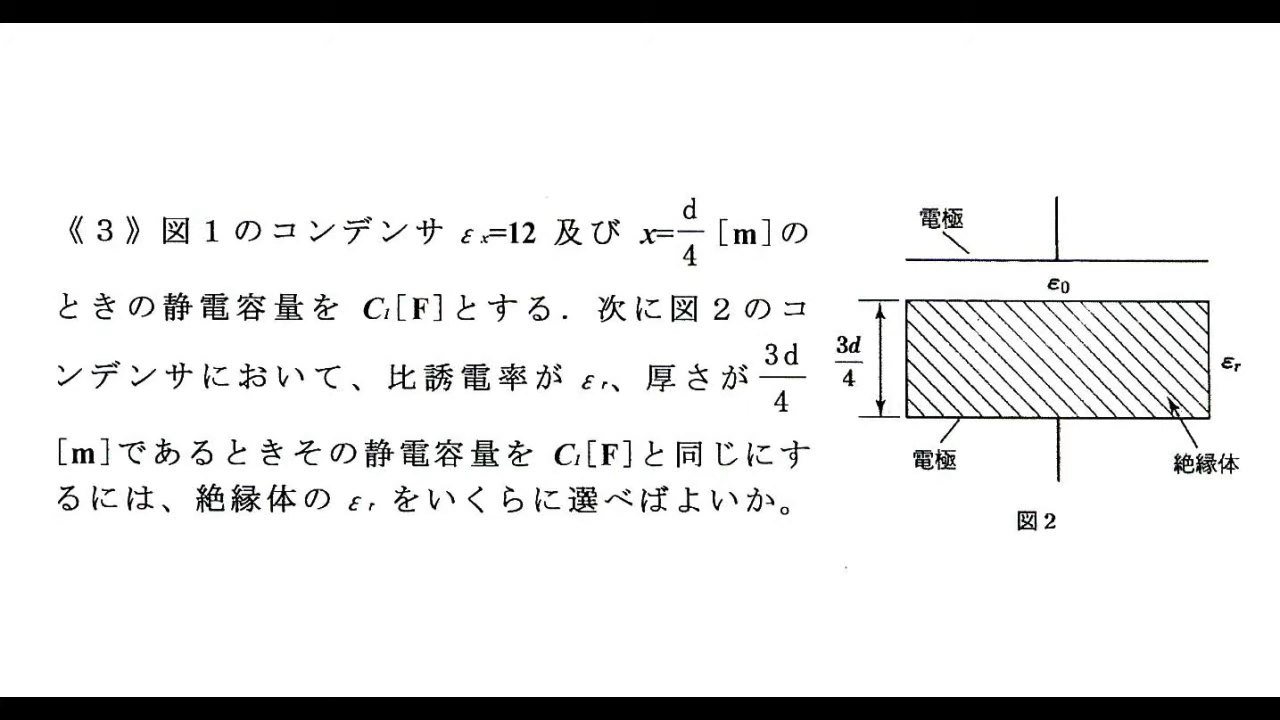 《3》図1のコンデンサ εx=12 及び x=d/4 [m]の
ときの静電容量を C1[F]とする．次に図2のコ
ンデンサにおいて、比誘電率が εr、厚さが 3d/4
[m]であるときその静電容量を C1[F]と同じにす
るには、絶縁体の εr をいくらに選べばよいか。
電極
ε0
3d/4
εr
電極
絶縁体
図2